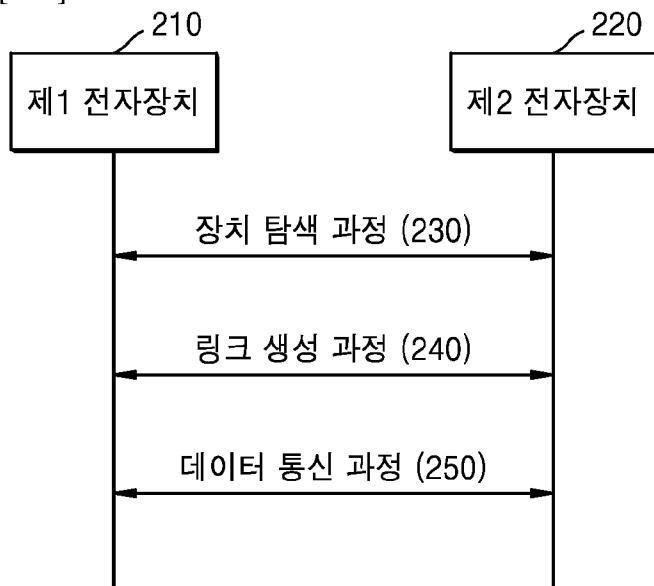 210
220
제1 전자장치
제2 전자장치
장치 탐색 과정 (230)
링크 생성 과정 (240)
데이터 통신 과정 (250)